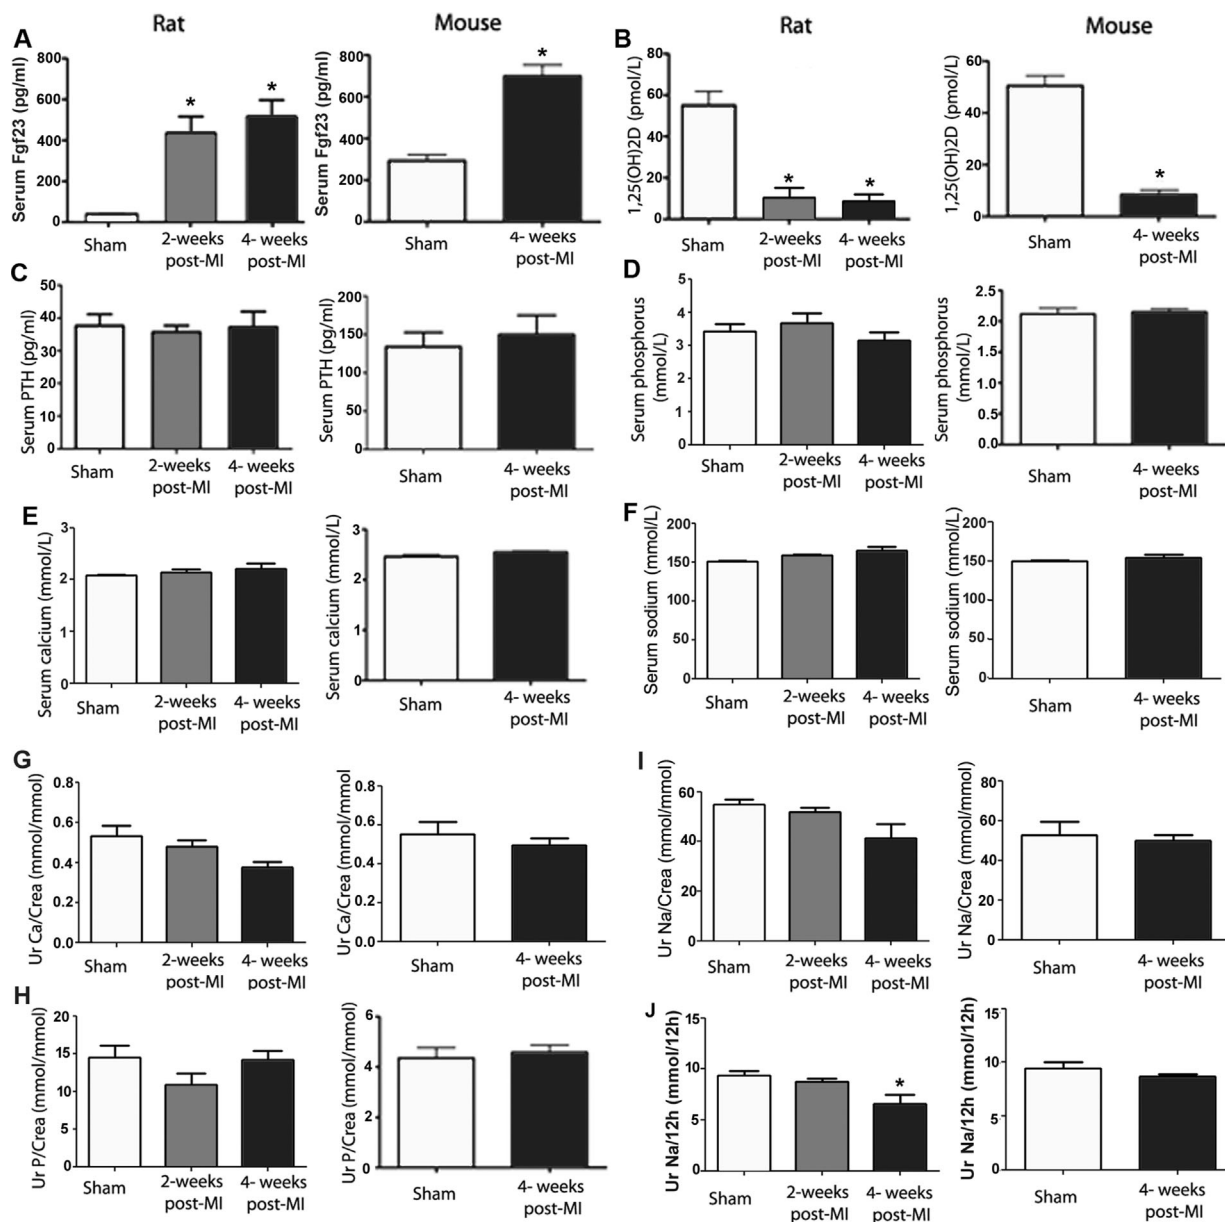 Rat
Mouse
Rat
Mouse
A
Serum Fgf23 (pg/ml)
800
600
400
200
0
*
*
Sham
2-weeks
post-MI
4- weeks
post-MI
Serum Fgf23 (pg/ml)
800
600
400
200
0
*
Sham
4- weeks
post-MI
B
1,25(OH)2D (pmol/L)
80
60
40
20
0
*
*
Sham
2-weeks
post-MI
4- weeks
post-MI
1,25(OH)2D (pmol/L)
60
40
20
0
*
Sham
4- weeks
post-MI
C
Serum PTH (pg/ml)
50
40
30
20
10
0
Sham
2-weeks
post-MI
4- weeks
post-MI
Serum PTH (pg/ml)
200
150
100
50
0
Sham
4- weeks
post-MI
D
Serum phosphorus
(mmol/L)
5
4
3
2
1
0
Sham
2-weeks
post-MI
4- weeks
post-MI
Serum phosphorus
(mmol/L)
2.5
2.0
1.5
1.0
0.5
0.0
Sham
4- weeks
post-MI
E
Serum calcium (mmol/L)
3
2
1
0
Sham
2-weeks
post-MI
4- weeks
post-MI
Serum calcium (mmol/L)
3
2
1
0
Sham
4- weeks
post-MI
F
Serum sodium (mmol/L)
200
150
100
50
0
Sham
2-weeks
post-MI
4- weeks
post-MI
Serum sodium (mmol/L)
200
150
100
50
0
Sham
4- weeks
post-MI
G
Ur Ca/Crea (mmol/mmol)
0.8
0.6
0.4
0.2
0.0
Sham
2-weeks
post-MI
4- weeks
post-MI
Ur Ca/Crea (mmol/mmol
0.8
0.6
0.4
0.2
0.0
Sham
4- weeks
post-MI
I
Ur Na/Crea (mmol/mmol)
60
40
20
0
Sham
2-weeks
post-MI
4- weeks
post-MI
Ur Na/Crea (mmol/mmol)
80
60
40
20
0
Sham
4- weeks
post-MI
H
Ur P/Crea (mmol/mmol)
20
15
10
5
0
Sham
2-weeks
post-MI
4- weeks
post-MI
Ur P/Crea (mmol/mmol)
6
4
2
0
Sham
4- weeks
post-MI
J
Ur Na/12h (mmol/12h)
15
10
5
0
*
Sham
2-weeks
post-MI
4- weeks
post-MI
Ur Na/12h (mmol/12h)
15
10
5
0
Sham
4- weeks
post-MI